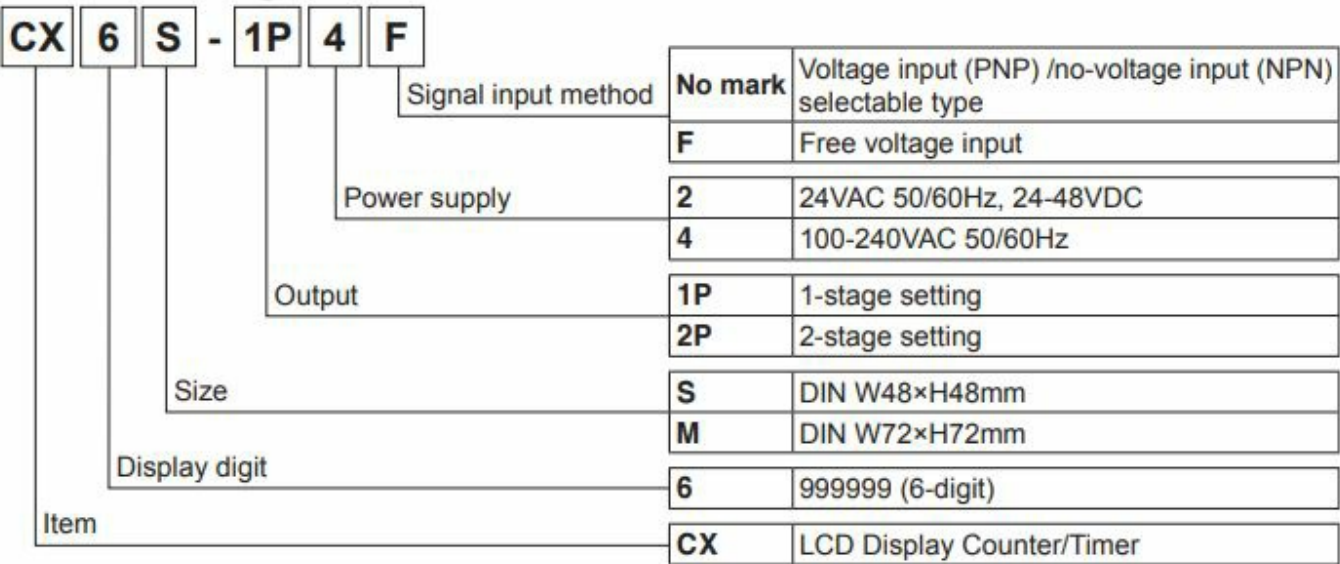 CX 6 S - 1P 4 F
Signal input method
No mark Voltage input (PNP) /no-voltage input (NPN)
selectable type
F Free voltage input
Power supply
2 24VAC 50/60Hz, 24-48VDC
4 100-240VAC 50/60Hz
Output
1P 1-stage setting
2P 2-stage setting
Size
S DIN W48×H48mm
M DIN W72×H72mm
Display digit
6 999999 (6-digit)
Item
CX LCD Display Counter/Timer